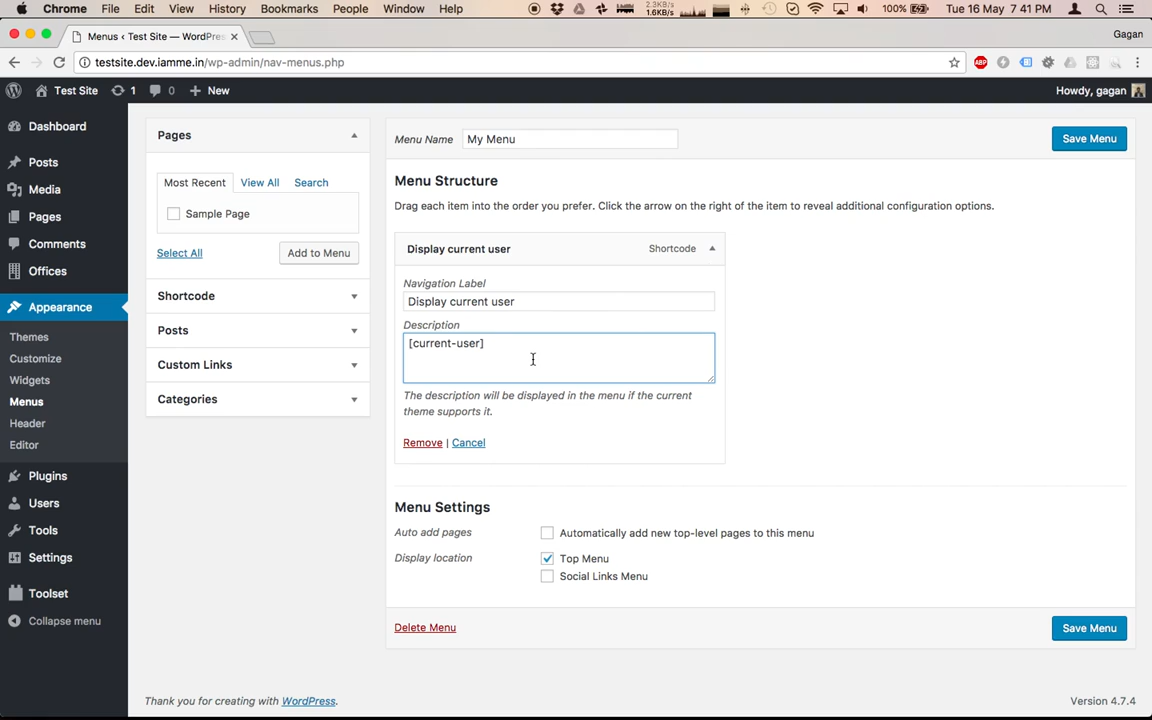 Chrome File Edit View History Bookmarks People Window Help 2.3KB/s 1.6KB/s 100% Tue 16 May 7:41 PM
Menus ‹ Test Site — WordPres
Gagan
testsite.dev.iamme.in/wp-admin/nav-menus.php
ABP
Test Site 1 0 New
Howdy, gagan
Dashboard
Posts
Media
Pages
Comments
Offices
Appearance
Themes
Customize
Widgets
Menus
Header
Editor
Plugins
Users
Tools
Settings
Toolset
Collapse menu
Pages
Most Recent View All Search
Sample Page
Select All
Add to Menu
Shortcode
Posts
Custom Links
Categories
Menu Name My Menu
Save Menu
Menu Structure
Drag each item into the order you prefer. Click the arrow on the right of the item to reveal additional configuration options.
Display current user Shortcode
Navigation Label
Display current user
Description
[current-user]
The description will be displayed in the menu if the current
theme supports it.
Remove | Cancel
Menu Settings
Auto add pages
Automatically add new top-level pages to this menu
Display location
Top Menu
Social Links Menu
Delete Menu
Save Menu
Thank you for creating with WordPress.
Version 4.7.4